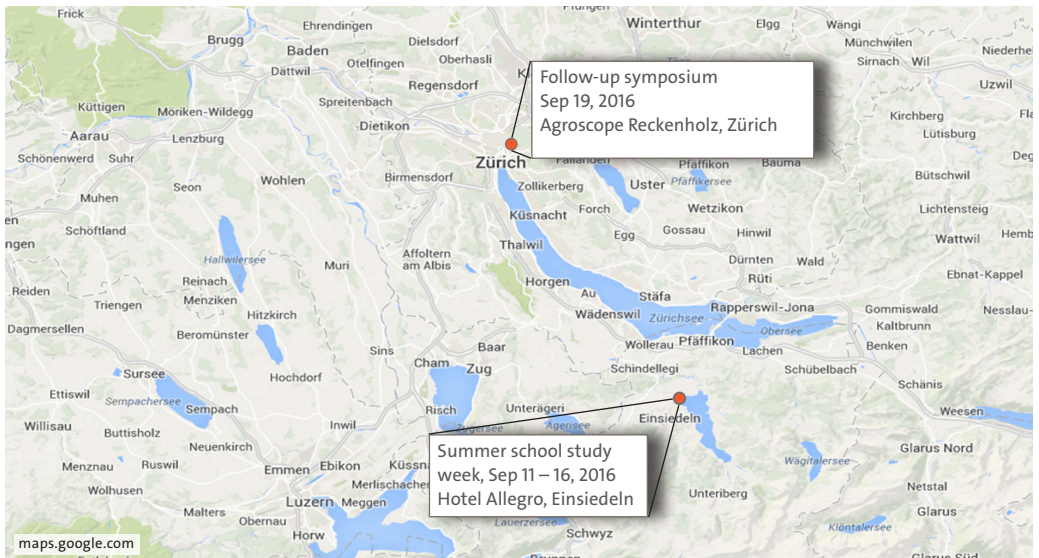 Frick
Pfungen
Winterthur
Elgg
Wängi
Ehrendingen
Brugg
Baden
Dielsdorf
Oberhasli
Münchwilen
Niederhel
Otelfingen
Sirnach
Wil
Dättwil
Regensdorf
Uzwil
Follow-up symposium
Sep 19, 2016
Agroscope Reckenholz, Zürich
Küttigen
Möriken-Wildegg
Spreitenbach
Kirchberg
Aarau
Lenzburg
Dietikon
Lütisburg
Schönenwerd
Suhr
Zürich
Fällanden
Pfäffikon
Bauma
Birmensdorf
Bütschwil
Seon
Wohlen
Zollikerberg
Uster
Pfäffikersee
Muhen
Küsnacht
Forch
Wetzikon
Lichtensteig
Schöftland
Egg
Gossau
Hinwil
Wattwil
Hallwilersee
Muri
Affoltern
am Albis
Thalwil
Dürnten
Wald
Reiden
Reinach
Horgen
Rüti
Ebnat-Kappel
Triengen
Menziken
Au
Stäfa
Rapperswil-Jona
Gommiswald
Nesslau-
Hitzkirch
Wädenswil
Zürichsee
Kaltbrunn
Dagmersellen
Beromünster
Obersee
Sins
Baar
Wollerau
Pfäffikon
Lachen
Benken
Cham
Zug
Schindellegi
Schübelbach
Sursee
Hochdorf
Schänis
Ettiswil
Sempachersee
Sempach
Risch
Unterägeri
Einsiedeln
Weesen
Willisau
Inwil
Zugersee
Ägerisee
Buttisholz
Neuenkirch
Glarus Nord
Summer school study
week, Sep 11 – 16, 2016
Hotel Allegro, Einsiedeln
Menznau
Ruswil
Emmen
Ebikon
Wägitalersee
Wolhusen
Merlischachen
Unteriberg
Netstal
Luzern
Meggen
Malters
Obernau
Lauerzersee
Klöntalersee
Glarus
Horw
Schwyz
maps.google.com
Brunnen
Glarus Süd